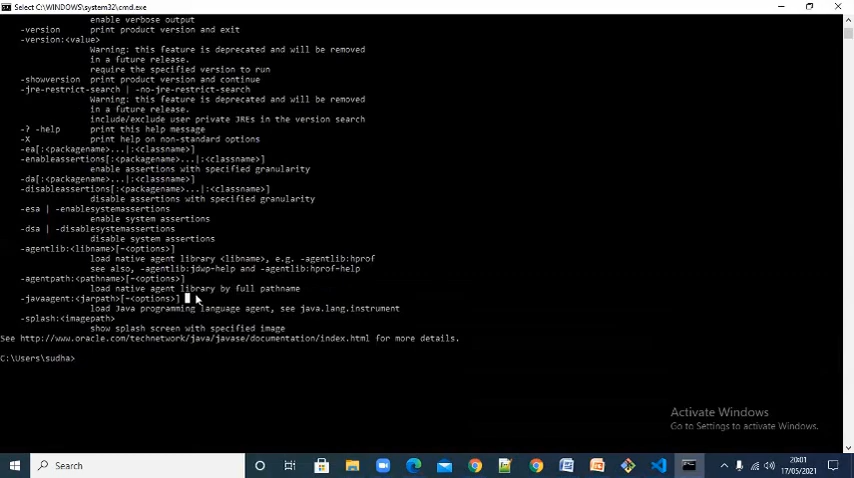 Select C:\WINDOWS\system32\cmd.exe
enable verbose output
-version      print product version and exit
-version:<value>
Warning: this feature is deprecated and will be removed
in a future release.
require the specified version to run
-showversion  print product version and continue
-jre-restrict-search | -no-jre-restrict-search
Warning: this feature is deprecated and will be removed
in a future release.
include/exclude user private JREs in the version search
-? -help      print this help message
-X            print help on non-standard options
-ea[:<packagename>...|:<classname>]
-enableassertions[:<packagename>...|:<classname>]
enable assertions with specified granularity
-da[:<packagename>...|:<classname>]
-disableassertions[:<packagename>...|:<classname>]
disable assertions with specified granularity
-esa | -enablesystemassertions
enable system assertions
-dsa | -disablesystemassertions
disable system assertions
-agentlib:<libname>[=<options>]
load native agent library <libname>, e.g. -agentlib:hprof
see also, -agentlib:jdwp=help and -agentlib:hprof=help
-agentpath:<pathname>[=<options>]
load native agent library by full pathname
-javaagent:<jarpath>[=<options>]
load Java programming language agent, see java.lang.instrument
-splash:<imagepath>
show splash screen with specified image
See http://www.oracle.com/technetwork/java/javase/documentation/index.html for more details.
C:\Users\sudha>
Activate Windows
Go to Settings to activate Windows.
Search
20:01
17/05/2021